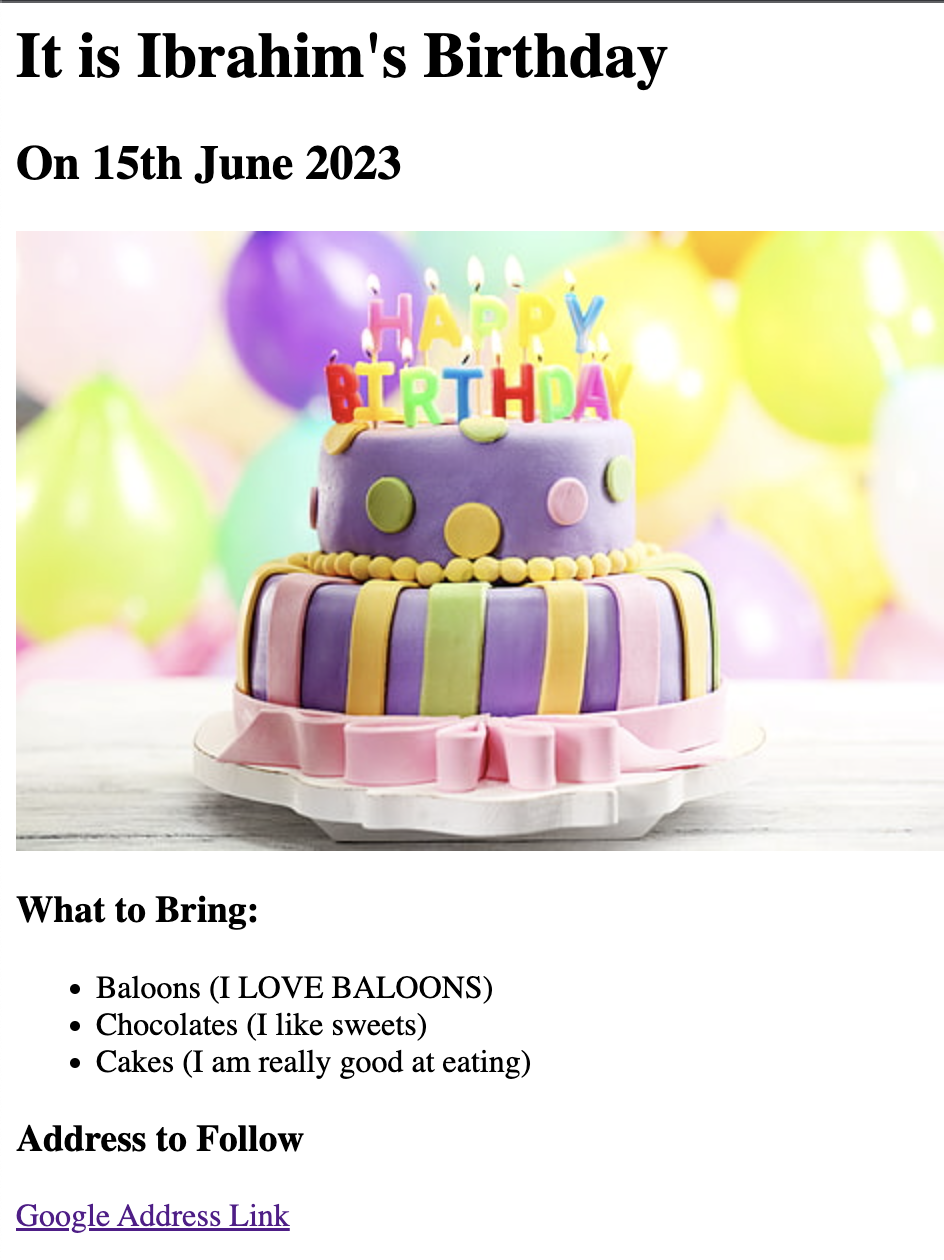 It is Ibrahim's Birthday
On 15th June 2023
HAPPY
BIRTHDAY
What to Bring:
Baloons (I LOVE BALOONS)
Chocolates (I like sweets)
Cakes (I am really good at eating)
Address to Follow
Google Address Link